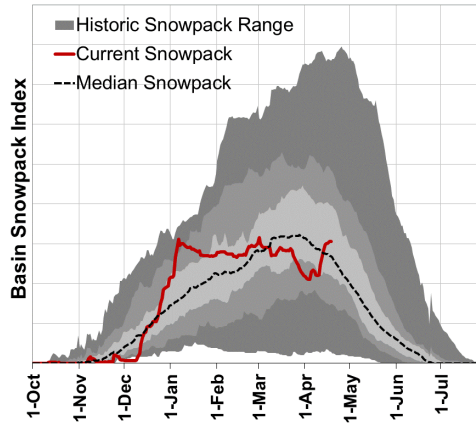 Historic Snowpack Range
Current Snowpack
Median Snowpack
Basin Snowpack Index
1-Oct
1-Nov
1-Dec
1-Jan
1-Feb
1-Mar
1-Apr
1-May
1-Jun
1-Jul